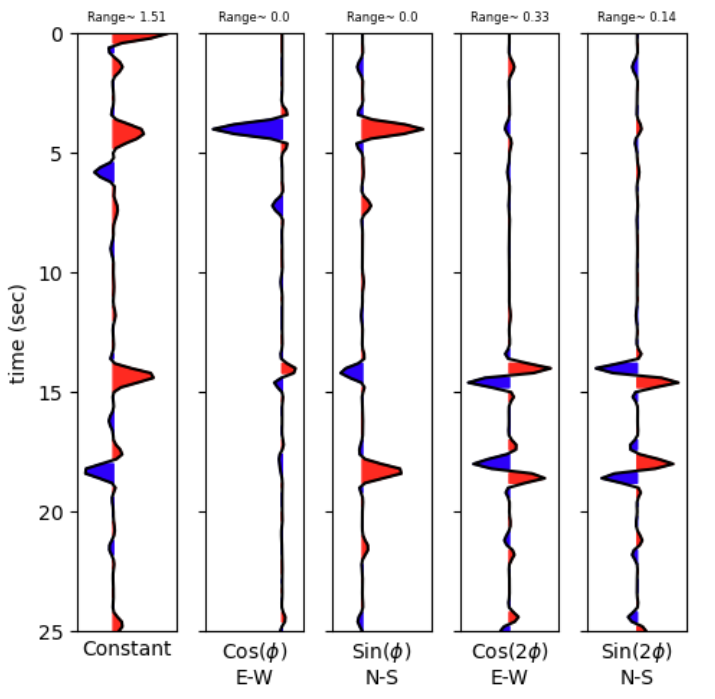 Range~ 1.51 Range~ 0.0 Range~ 0.0 Range~ 0.33 Range~ 0.14
0
5
10
15
20
25
time (sec)
Constant Cos(ϕ) Sin(ϕ) Cos(2ϕ) Sin(2ϕ)
E-W N-S E-W N-S